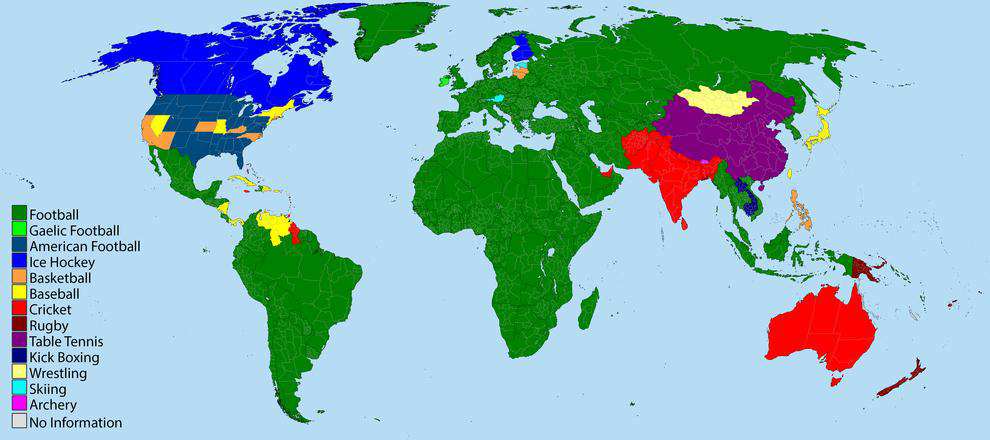 Football
Gaelic Football
American Football
Ice Hockey
Basketball
Baseball
Cricket
Rugby
Table Tennis
Kick Boxing
Wrestling
Skiing
Archery
No Information